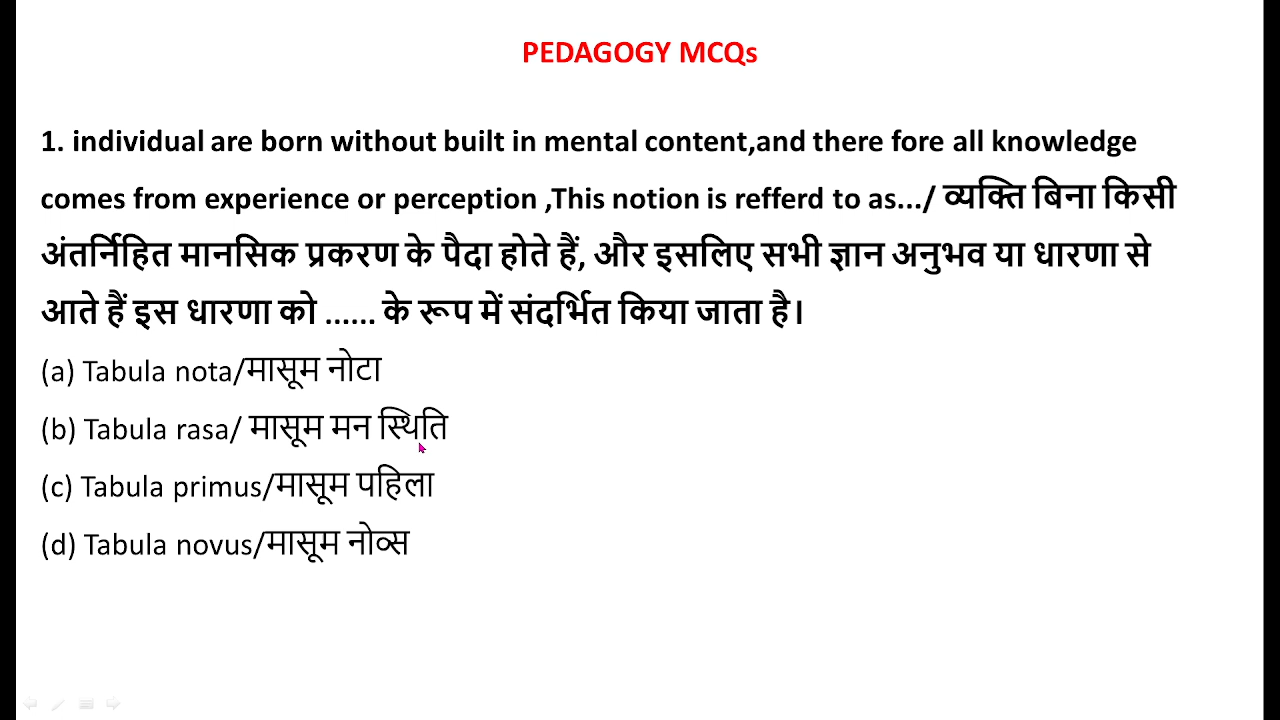 PEDAGOGY MCQs
1. individual are born without built in mental content,and there fore all knowledge
comes from experience or perception ,This notion is refferd to as.../ व्यक्ति बिना किसी
अंतर्निहित मानसिक प्रकरण के पैदा होते हैं, और इसलिए सभी ज्ञान अनुभव या धारणा से
आते हैं इस धारणा को ...... के रूप में संदर्भित किया जाता है।
(a) Tabula nota/मासूम नोटा
(b) Tabula rasa/ मासूम मन स्थिति
(c) Tabula primus/मासूम पहिला
(d) Tabula novus/मासूम नोव्स